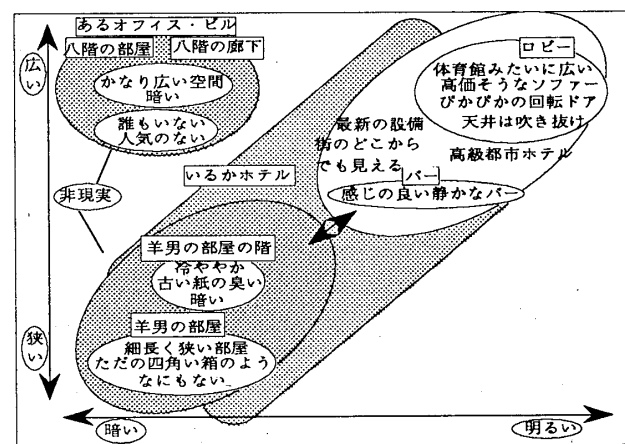 あるオフィス・ビル
八階の部屋
八階の廊下
かなり広い空間
暗い
誰もいない
人気のない
広い
非現実
狭い
いるかホテル
ロビー
体育館みたいに広い
高価そうなソファー
ぴかぴかの回転ドア
天井は吹き抜け
最新の設備
街のどこから
でも見える
高級都市ホテル
バー
感じの良い静かなバー
羊男の部屋の階
冷ややか
古い紙の臭い
暗い
羊男の部屋
細長く狭い部屋
ただの四角い箱のよう
なにもない
暗い
明るい